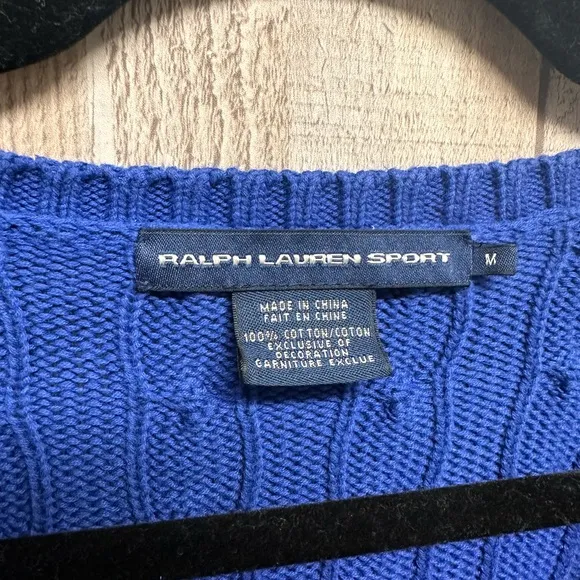 RALPH LAUREN SPORT M
MADE IN CHINA
FAIT EN CHINE
100% COTTON/COTON
EXCLUSIVE OF
DECORATION
GARNITURE EXCLUE